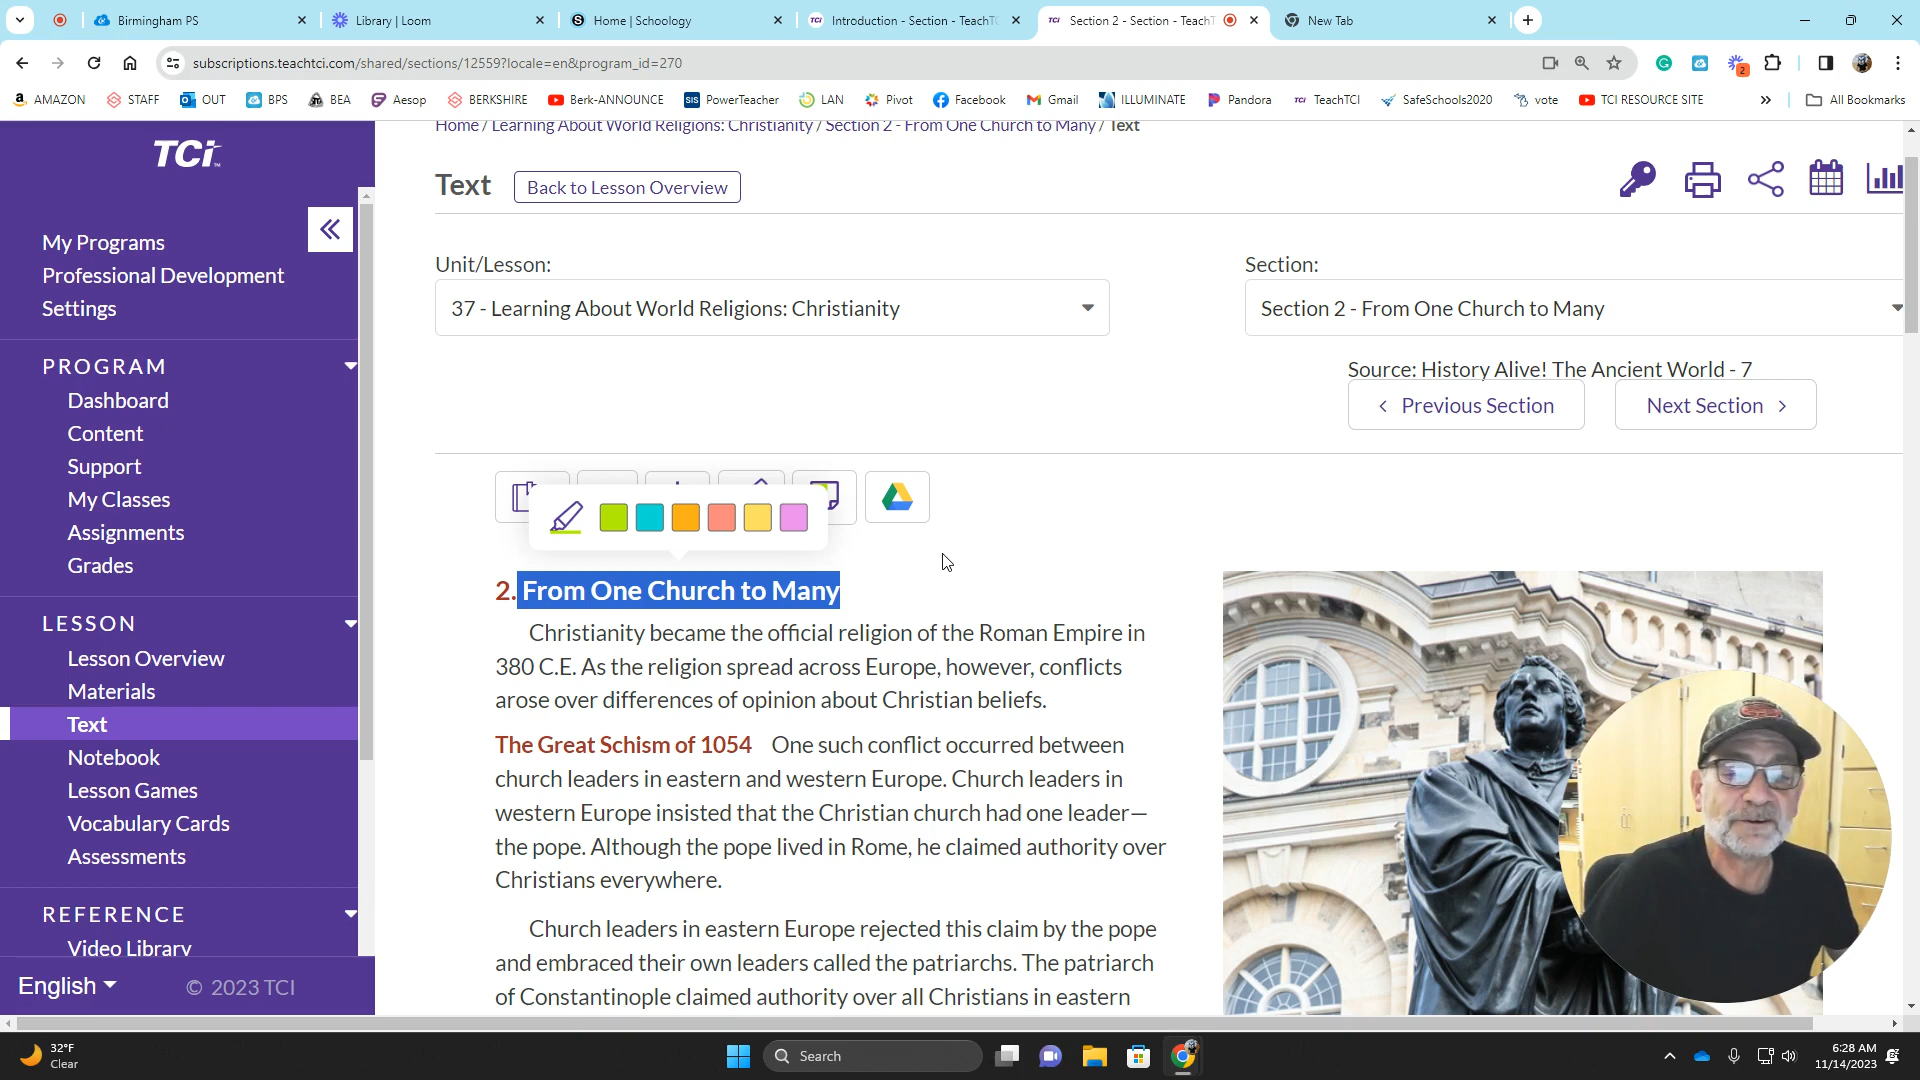 Birmingham PS
Library | Loom
Home | Schoology
TCi Introduction - Section - TeachTC
TCi Section 2 - Section - TeachT
New Tab
subscriptions.teachtci.com/shared/sections/12559?locale=en&program_id=270
2
AMAZON STAFF OUT BPS BEA Aesop BERKSHIRE Berk-ANNOUNCE SIS PowerTeacher LAN Pivot Facebook Gmail ILLUMINATE Pandora TCi TeachTCI SafeSchools2020 vote TCI RESOURCE SITE » All Bookmarks
TCi™
My Programs
Professional Development
Settings
PROGRAM
Dashboard
Content
Support
My Classes
Assignments
Grades
LESSON
Lesson Overview
Materials
Text
Notebook
Lesson Games
Vocabulary Cards
Assessments
REFERENCE
Video Library
English
© 2023 TCI
Home / Learning About World Religions: Christianity / Section 2 - From One Church to Many / Text
Text
Back to Lesson Overview
Unit/Lesson:
37 - Learning About World Religions: Christianity
Section:
Section 2 - From One Church to Many
Source: History Alive! The Ancient World - 7
Previous Section
Next Section
2. From One Church to Many
Christianity became the official religion of the Roman Empire in
380 C.E. As the religion spread across Europe, however, conflicts
arose over differences of opinion about Christian beliefs.
The Great Schism of 1054 One such conflict occurred between
church leaders in eastern and western Europe. Church leaders in
western Europe insisted that the Christian church had one leader—
the pope. Although the pope lived in Rome, he claimed authority over
Christians everywhere.
Church leaders in eastern Europe rejected this claim by the pope
and embraced their own leaders called the patriarchs. The patriarch
of Constantinople claimed authority over all Christians in eastern
32°F
Clear
Search
6:28 AM
11/14/2023